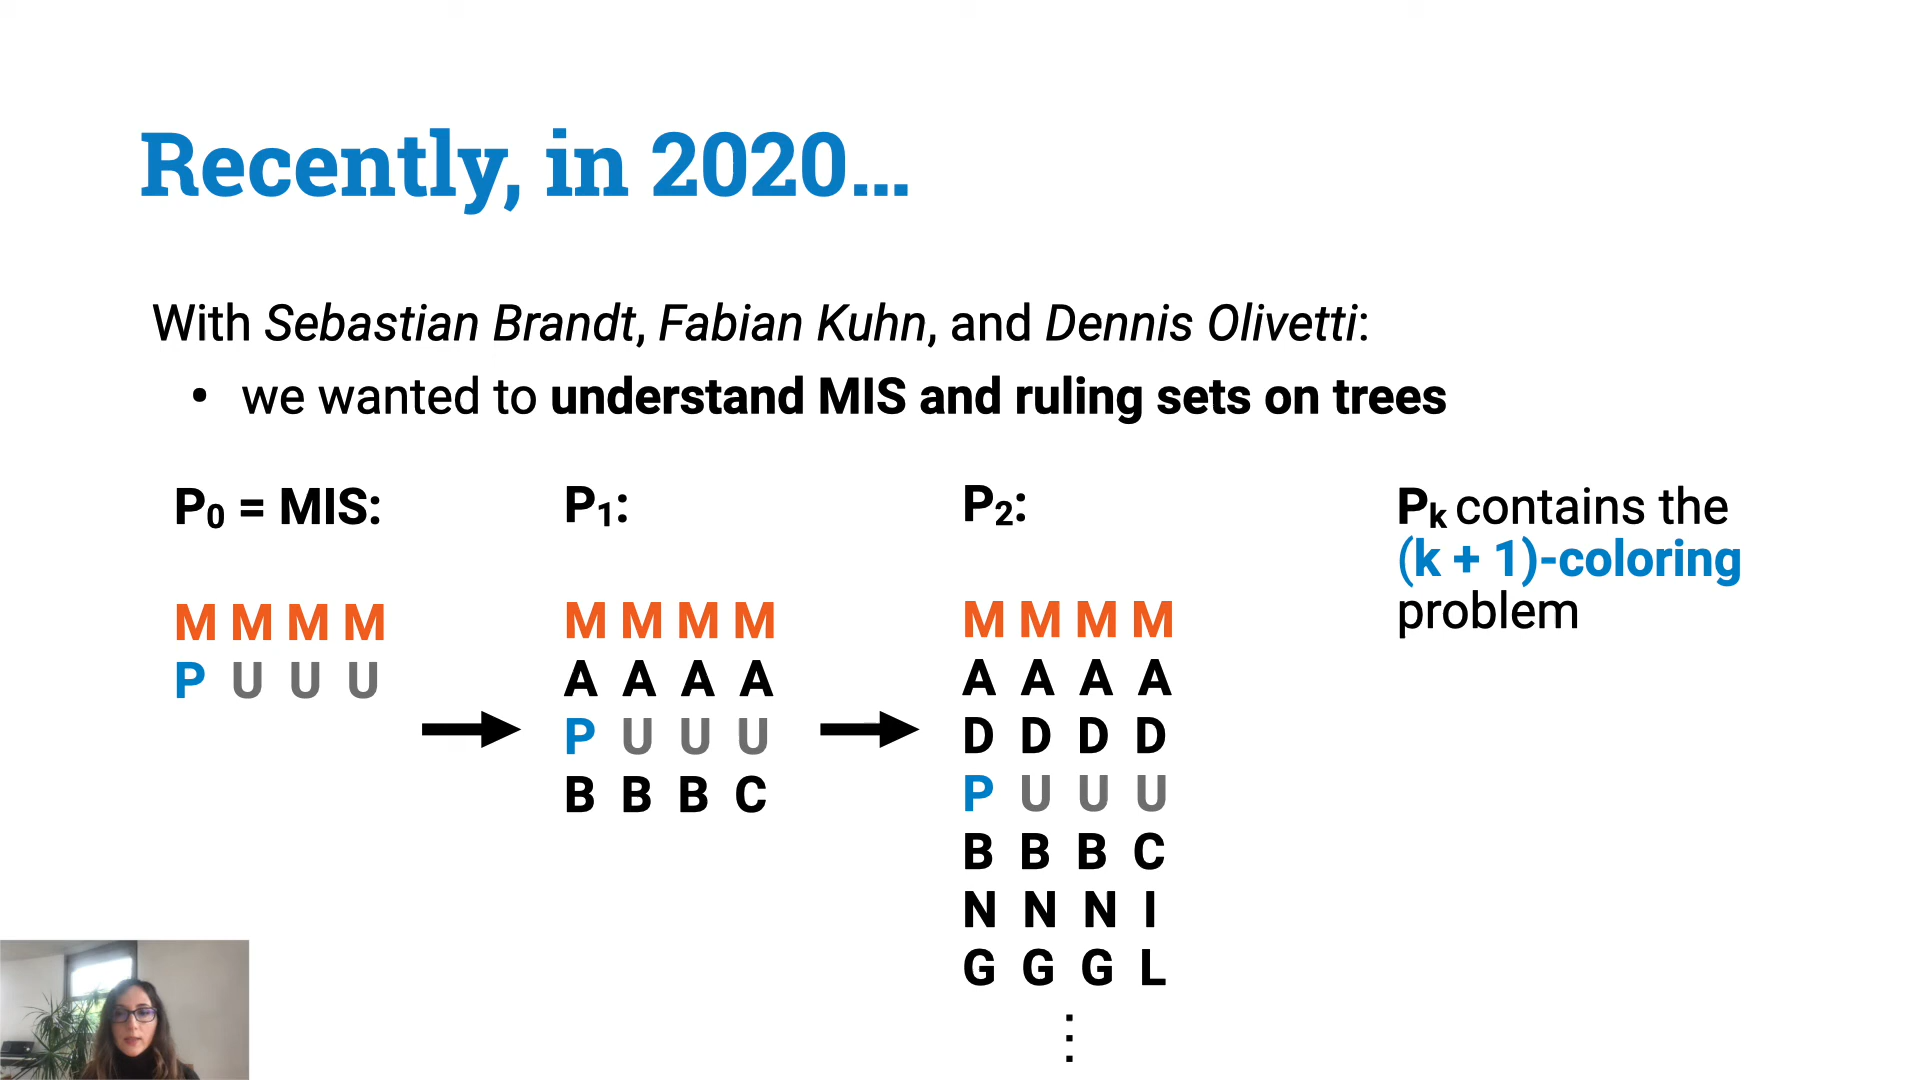 Recently, in 2020...
With Sebastian Brandt, Fabian Kuhn, and Dennis Olivetti:
• we wanted to understand MIS and ruling sets on trees
P₀ = MIS:
M M M M
P U U U
P₁:
M M M M
A A A A
P U U U
B B B C
P₂:
M M M M
A A A A
D D D D
P U U U
B B B C
N N N I
G G G L
⋮
Pₖ contains the
(k + 1)-coloring
problem